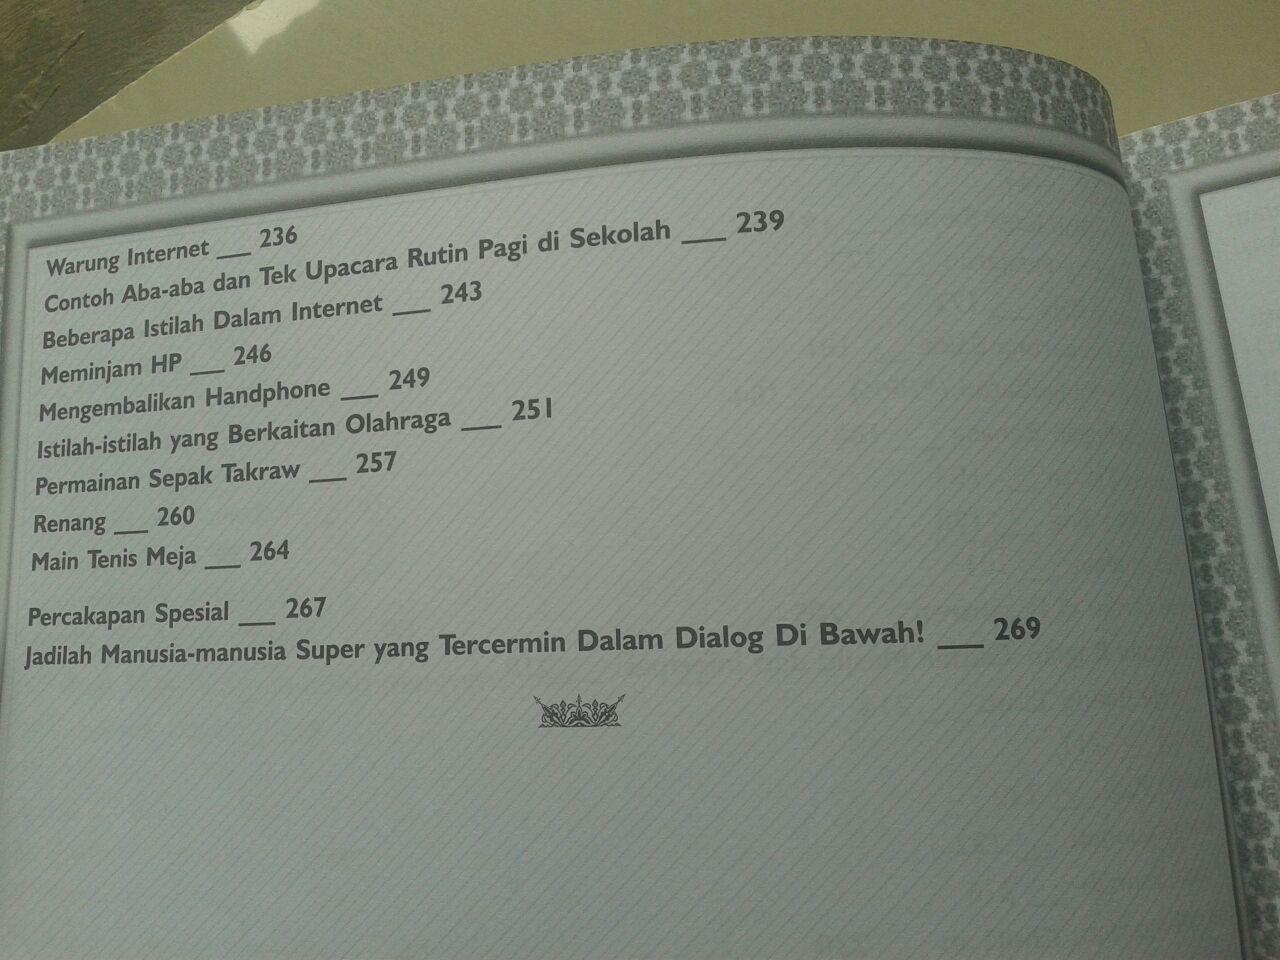 Warung Internet ___ 236
Contoh Aba-aba dan Tek Upacara Rutin Pagi di Sekolah ___ 239
Beberapa Istilah Dalam Internet ___ 243
Meminjam HP ___ 246
Mengembalikan Handphone ___ 249
Istilah-istilah yang Berkaitan Olahraga ___ 251
Permainan Sepak Takraw ___ 257
Renang ___ 260
Main Tenis Meja ___ 264
Percakapan Spesial ___ 267
Jadilah Manusia-manusia Super yang Tercermin Dalam Dialog Di Bawah! ___ 269